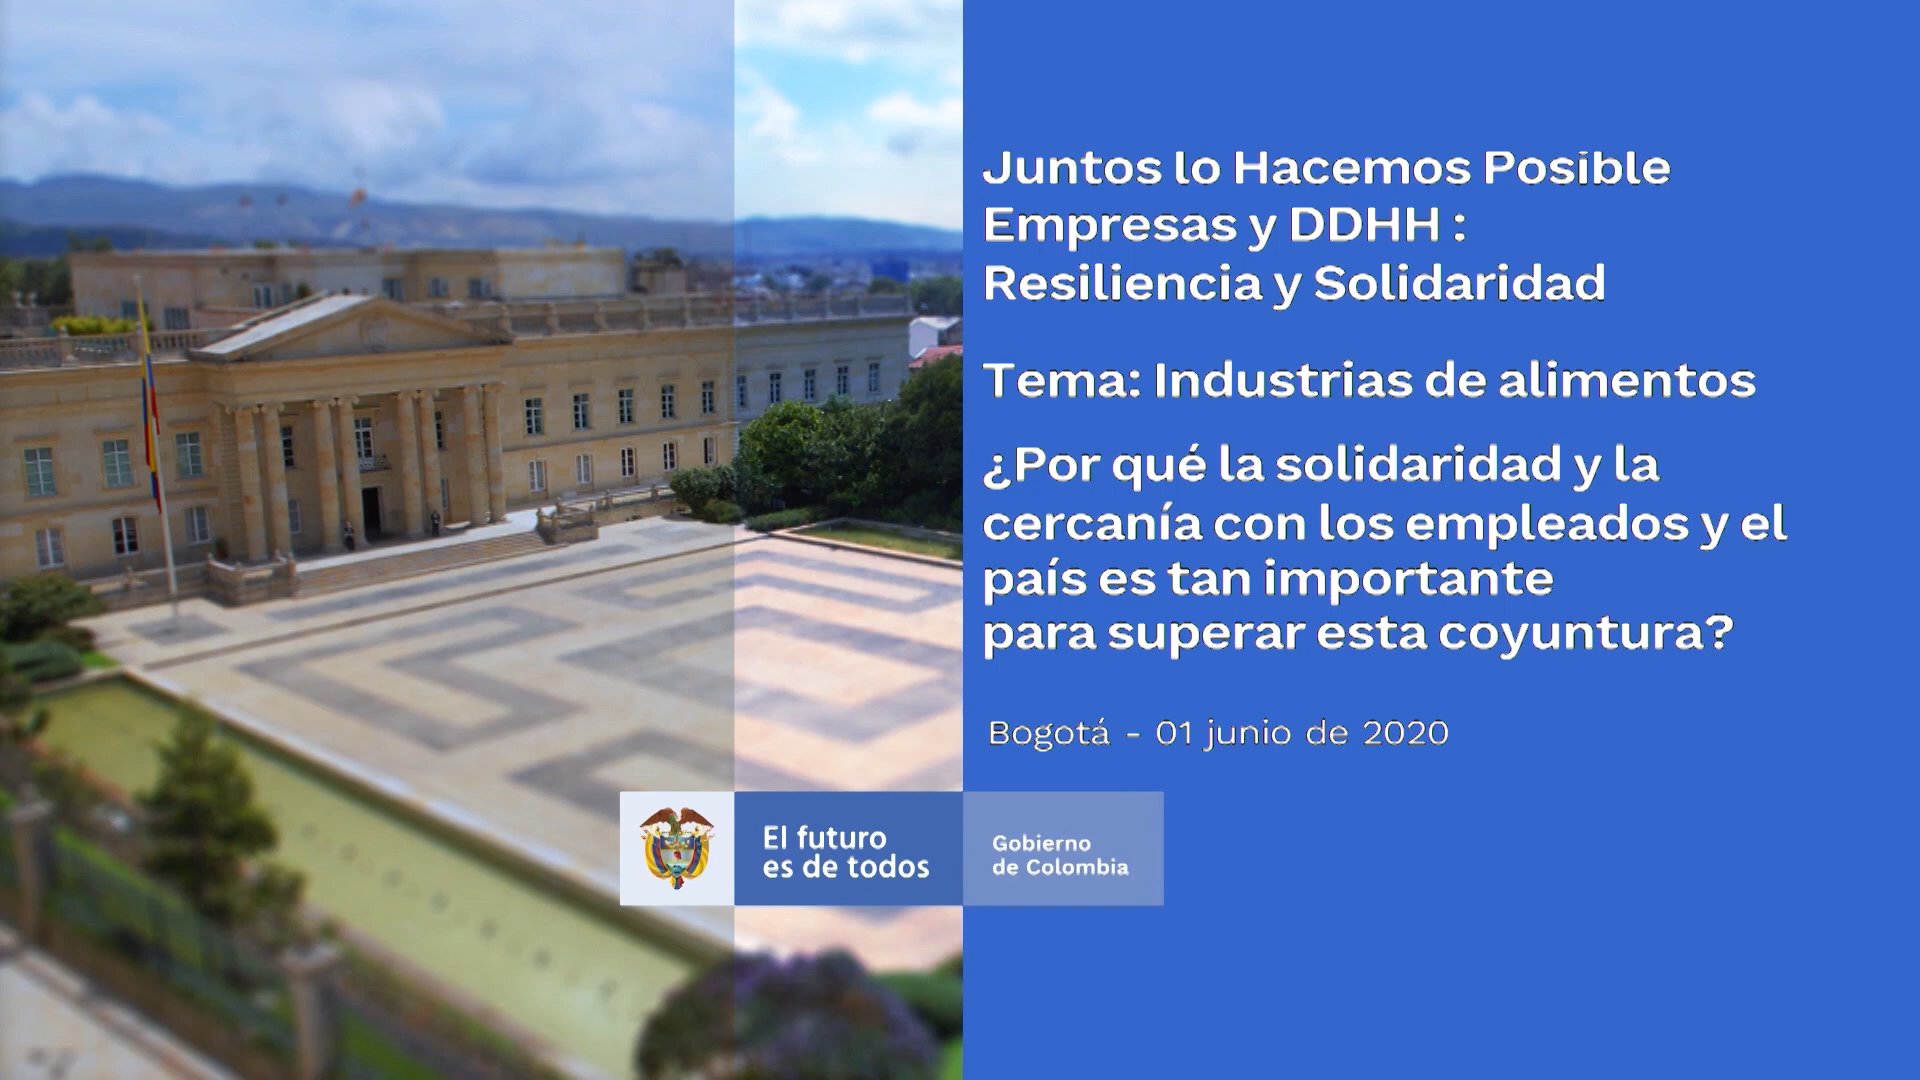 Juntos lo Hacemos Posible
Empresas y DDHH :
Resiliencia y Solidaridad
Tema: Industrias de alimentos
¿Por qué la solidaridad y la
cercanía con los empleados y el
país es tan importante
para superar esta coyuntura?
Bogotá - 01 junio de 2020
El futuro
es de todos
Gobierno
de Colombia